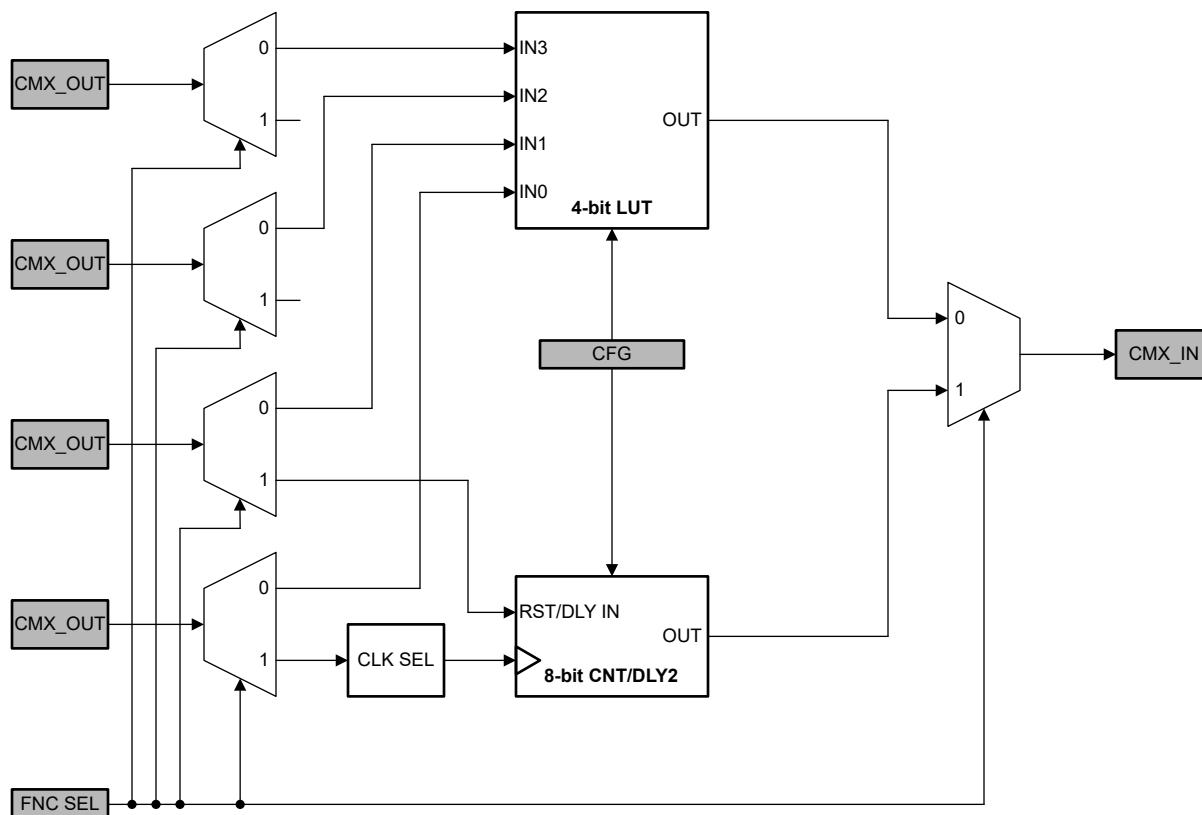 0
IN3
CMX_OUT
IN2
1
OUT
IN1
IN0
4-bit LUT
0
CMX_OUT
1
0
CFG
CMX_IN
1
0
CMX_OUT
1
0
RST/DLY IN
CMX_OUT
OUT
1
CLK SEL
8-bit CNT/DLY2
FNC SEL